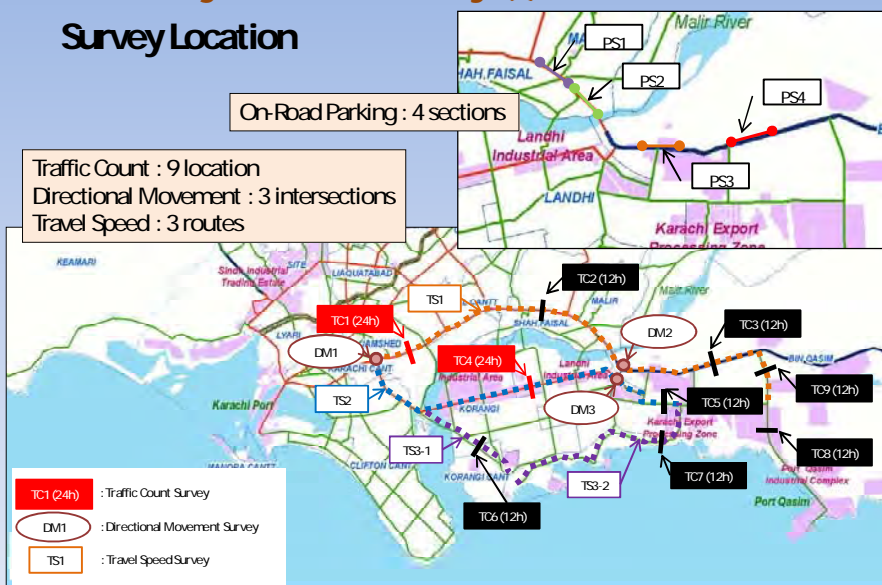 Survey Location
On-Road Parking : 4 sections
Traffic Count : 9 location
Directional Movement : 3 intersections
Travel Speed : 3 routes
Malir River
PS1
SHAH.FAISAL
PS2
PS4
Landhi
Industrial Area
PS3
LANDHI
Karachi Export
Processing Zone
KEAMARI
SITE
Sindh Industrial
Trading Estate
LIAQUATABAD
TS1
TC2 (12h)
MALIR
Malir River
LYARI
TC1 (24h)
SHAH.FAISAL
DM2
TC3 (12h)
DM1
TC4 (24h)
Landhi
Industrial Area
BIN QASIM
KARACHI CANT
Industrial Area
TC9 (12h)
Karachi Port
TS2
KORANGI
DM3
TC5 (12h)
Karachi Export
Processing Zone
TS3-1
TC8 (12h)
MANORA CANTT
CLIFTON CANT
KORANGI CANT
TS3-2
TC7 (12h)
Port Qasim
Industrial Complex
TC6 (12h)
Port Qasim
TC1 (24h) : Traffic Count Survey
DM1 : Directional Movement Survey
TS1 : Travel Speed Survey